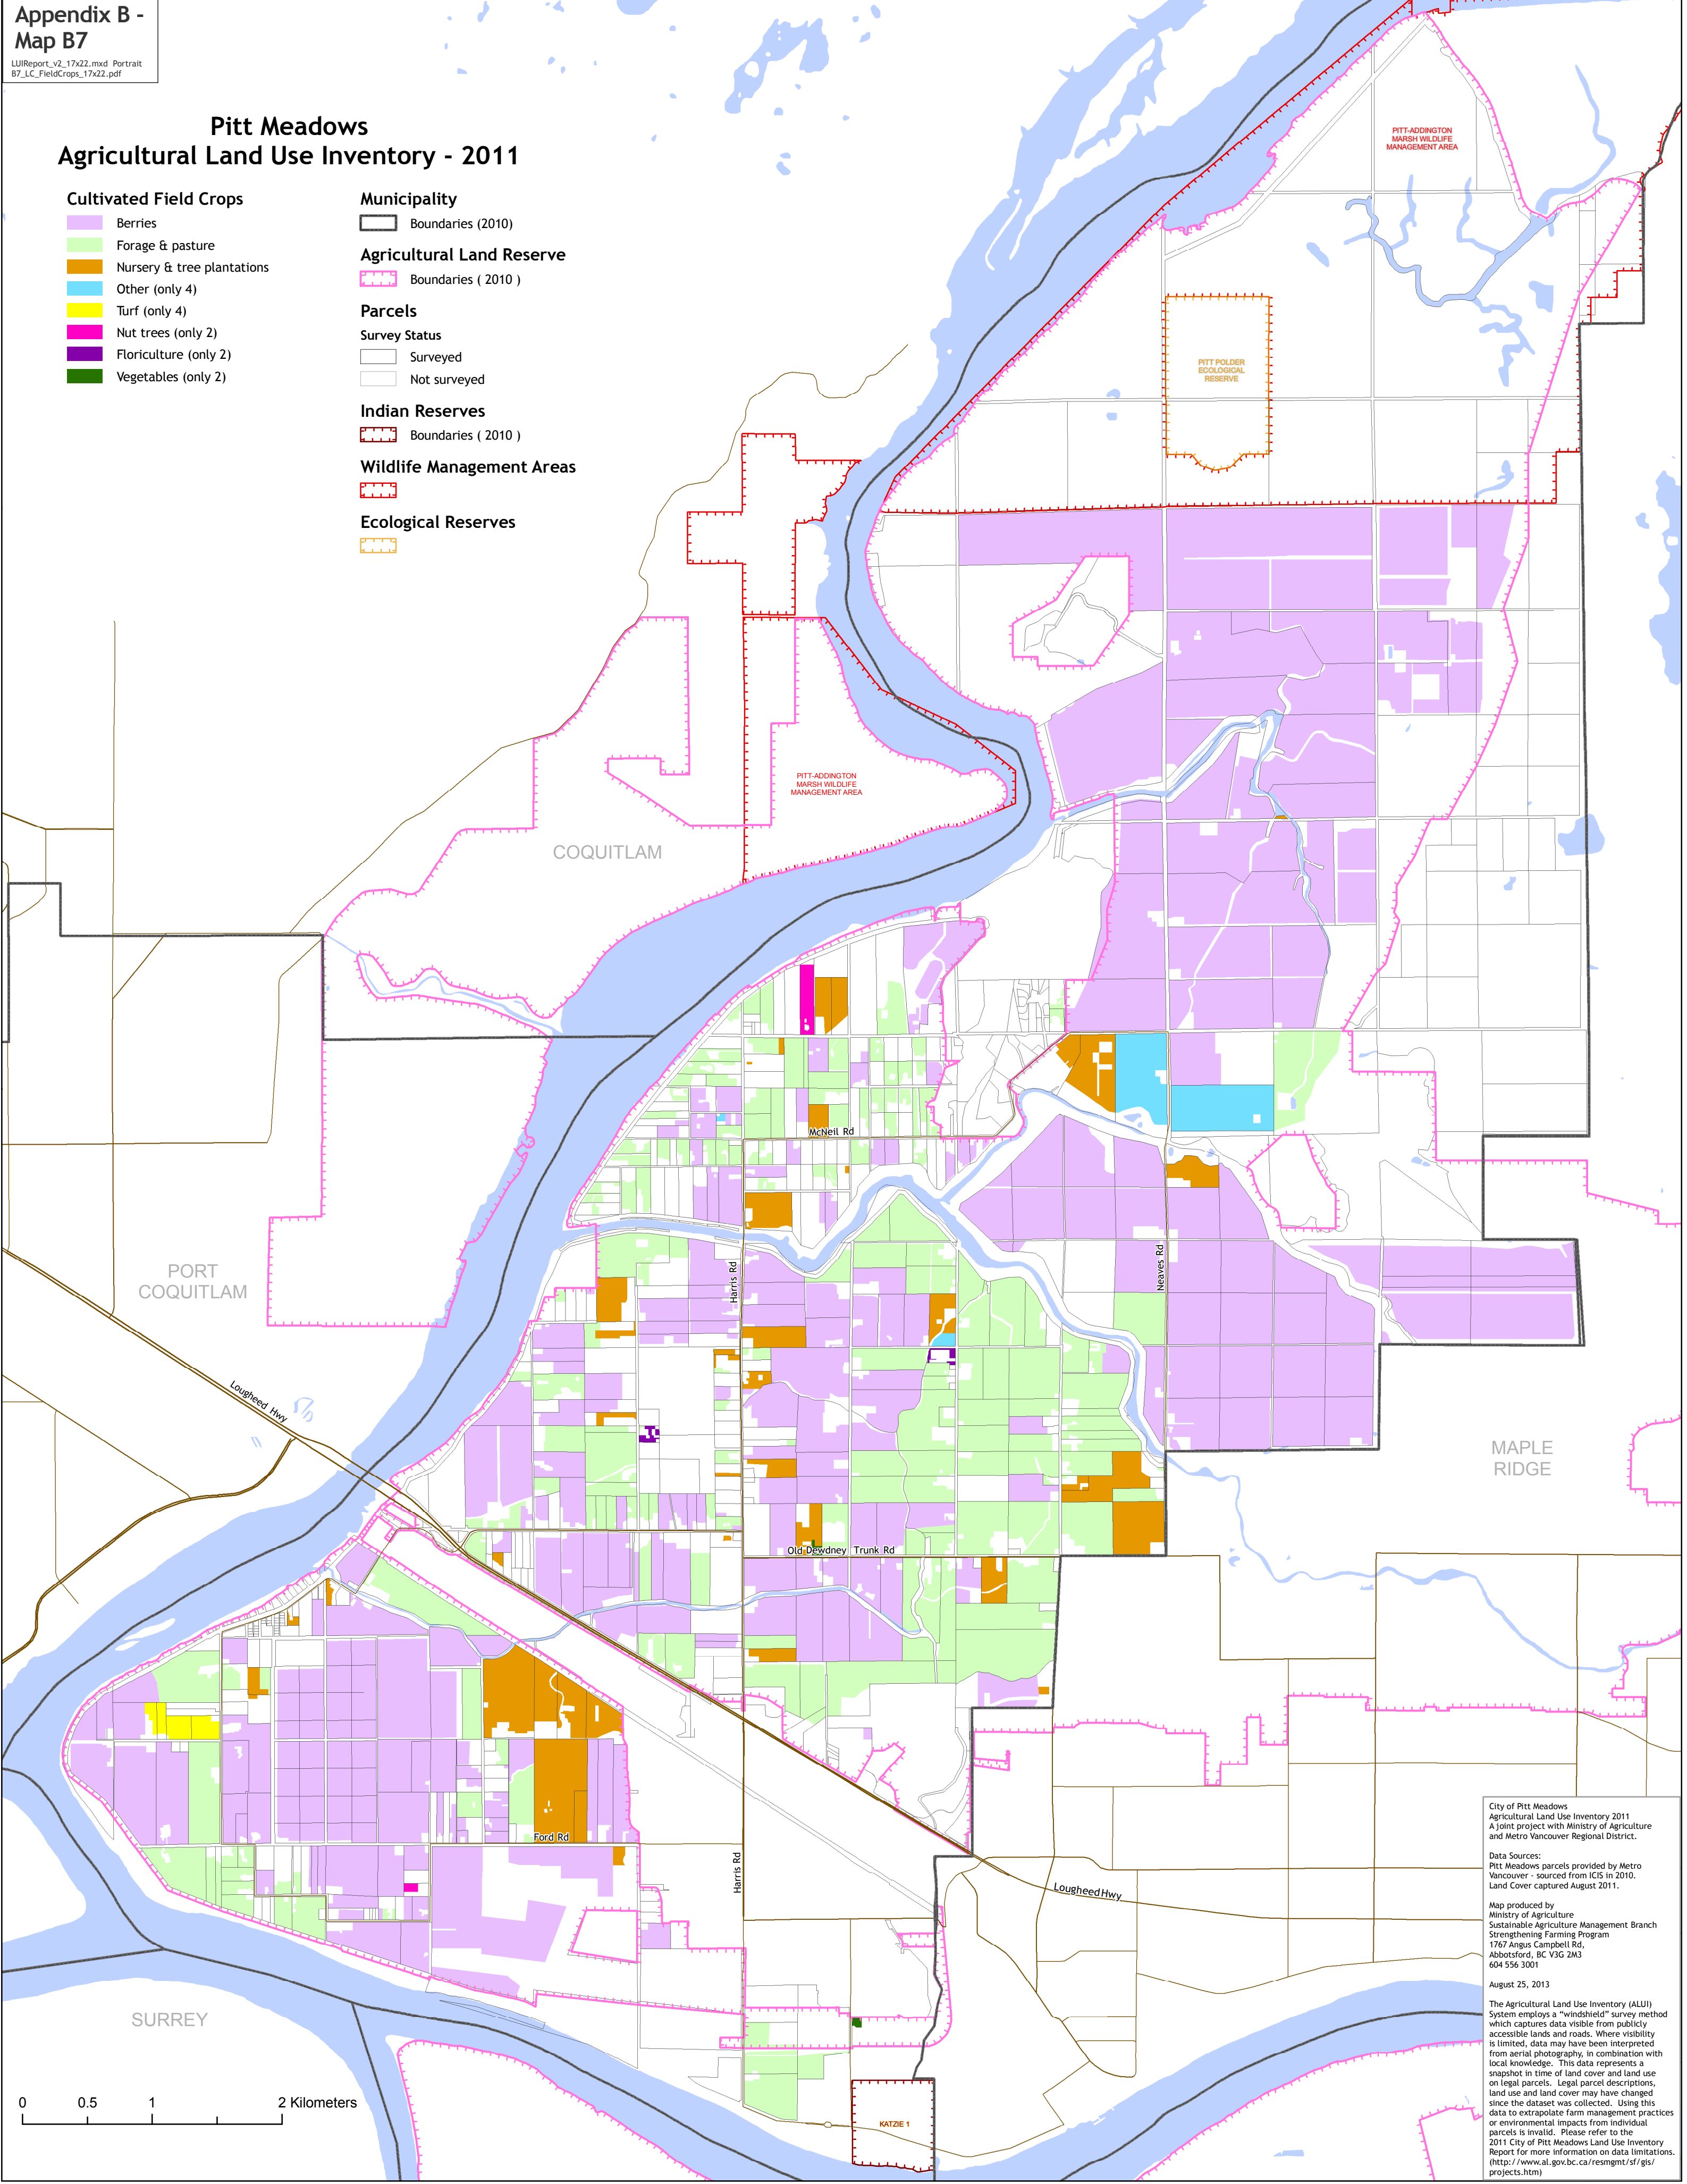 Appendix B -
Map B7
LUIReport_v2_17x22.mxd Portrait
B7_LC_FieldCrops_17x22.pdf
Pitt Meadows
Agricultural Land Use Inventory - 2011
Cultivated Field Crops
Berries
Forage & pasture
Nursery & tree plantations
Other (only 4)
Turf (only 4)
Nut trees (only 2)
Floriculture (only 2)
Vegetables (only 2)
Municipality
Boundaries (2010)
Agricultural Land Reserve
Boundaries ( 2010 )
Parcels
Survey Status
Surveyed
Not surveyed
Indian Reserves
Boundaries ( 2010 )
Wildlife Management Areas
Ecological Reserves
PITT-ADDINGTON
MARSH WILDLIFE
MANAGEMENT AREA
PITT POLDER
ECOLOGICAL
RESERVE
PITT-ADDINGTON
MARSH WILDLIFE
MANAGEMENT AREA
COQUITLAM
McNeil Rd
PORT
COQUITLAM
Harris Rd
Neaves Rd
Lougheed Hwy
MAPLE
RIDGE
Old Dewdney Trunk Rd
Ford Rd
Harris Rd
Lougheed Hwy
SURREY
KATZIE 1
0 0.5 1 2 Kilometers
City of Pitt Meadows
Agricultural Land Use Inventory 2011
A joint project with Ministry of Agriculture
and Metro Vancouver Regional District.
Data Sources:
Pitt Meadows parcels provided by Metro
Vancouver - sourced from ICIS in 2010.
Land Cover captured August 2011.
Map produced by
Ministry of Agriculture
Sustainable Agriculture Management Branch
Strengthening Farming Program
1767 Angus Campbell Rd,
Abbotsford, BC V3G 2M3
604 556 3001
August 25, 2013
The Agricultural Land Use Inventory (ALUI)
System employs a "windshield" survey method
which captures data visible from publicly
accessible lands and roads. Where visibility
is limited, data may have been interpreted
from aerial photography, in combination with
local knowledge. This data represents a
snapshot in time of land cover and land use
on legal parcels. Legal parcel descriptions,
land use and land cover may have changed
since the dataset was collected. Using this
data to extrapolate farm management practices
or environmental impacts from individual
parcels is invalid. Please refer to the
2011 City of Pitt Meadows Land Use Inventory
Report for more information on data limitations.
(http://www.al.gov.bc.ca/resmgmt/sf/gis/
projects.htm)